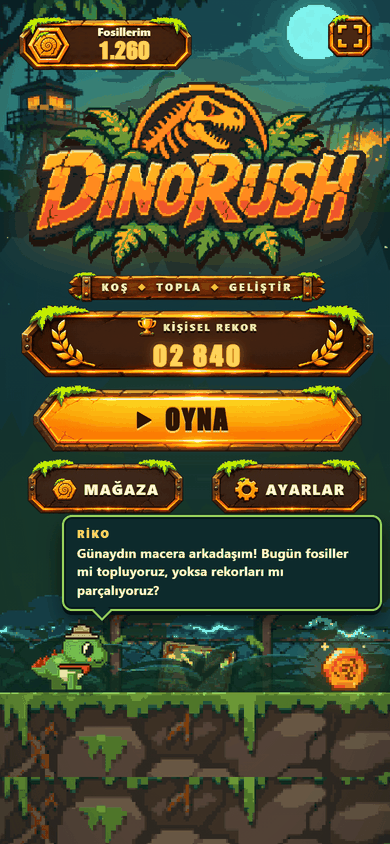 Fosillerim
1.260
DINORUSH
KOŞ ◆ TOPLA ◆ GELİŞTİR
KİŞİSEL REKOR
02 840
OYNA
MAĞAZA
AYARLAR
RİKO
Günaydın macera arkadaşım! Bugün fosiller
mi topluyoruz, yoksa rekorları mı
parçalıyoruz?